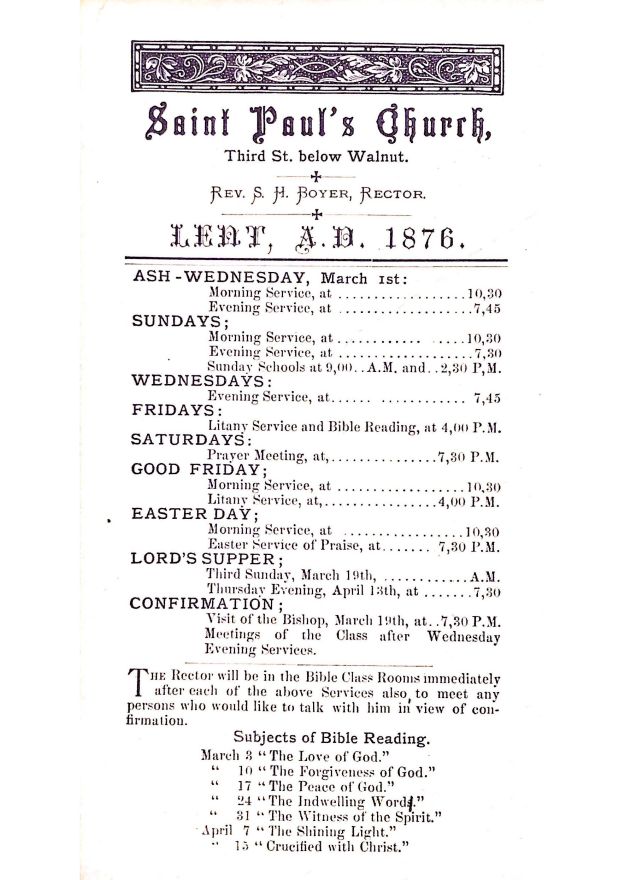 Saint Paul's Church,
Third St. below Walnut.
REV. S. H. BOYER, RECTOR.
LENT, A.D. 1876.
ASH-WEDNESDAY, March 1st:
Morning Service, at ..................10,30
Evening Service, at .................7,45
SUNDAYS;
Morning Service, at............ .....10,30
Evening Service, at .................7,30
Sunday Schools at 9,00..A.M. and..2,30 P,M.
WEDNESDAYS:
Evening Service, at...... ............ 7,45
FRIDAYS:
Litany Service and Bible Reading, at 4,00 P.M.
SATURDAYS:
Prayer Meeting, at,...............7,30 P.M.
GOOD FRIDAY;
Morning Service, at ..................10,30
Litany Service, at,................4,00 P.M.
EASTER DAY;
Morning Service, at .................10,30
Easter Service of Praise, at....... 7,30 P.M.
LORD'S SUPPER;
Third Sunday, March 19th, ............A.M.
Thursday Evening, April 13th, at .......7,30
CONFIRMATION;
Visit of the Bishop, March 19th, at..7,30 P.M.
Meetings of the Class after Wednesday
Evening Services.
THE Rector will be in the Bible Class Rooms immediately
after each of the above Services also, to meet any
persons who would like to talk with him in view of con-
firmation.
Subjects of Bible Reading.
March 3 “The Love of God.”
“ 10 “The Forgiveness of God.”
“ 17 “The Peace of God.”
“ 24 “The Indwelling Word.”
“ 31 “The Witness of the Spirit.”
April 7 “The Shining Light.”
“ 15 “Crucified with Christ.”